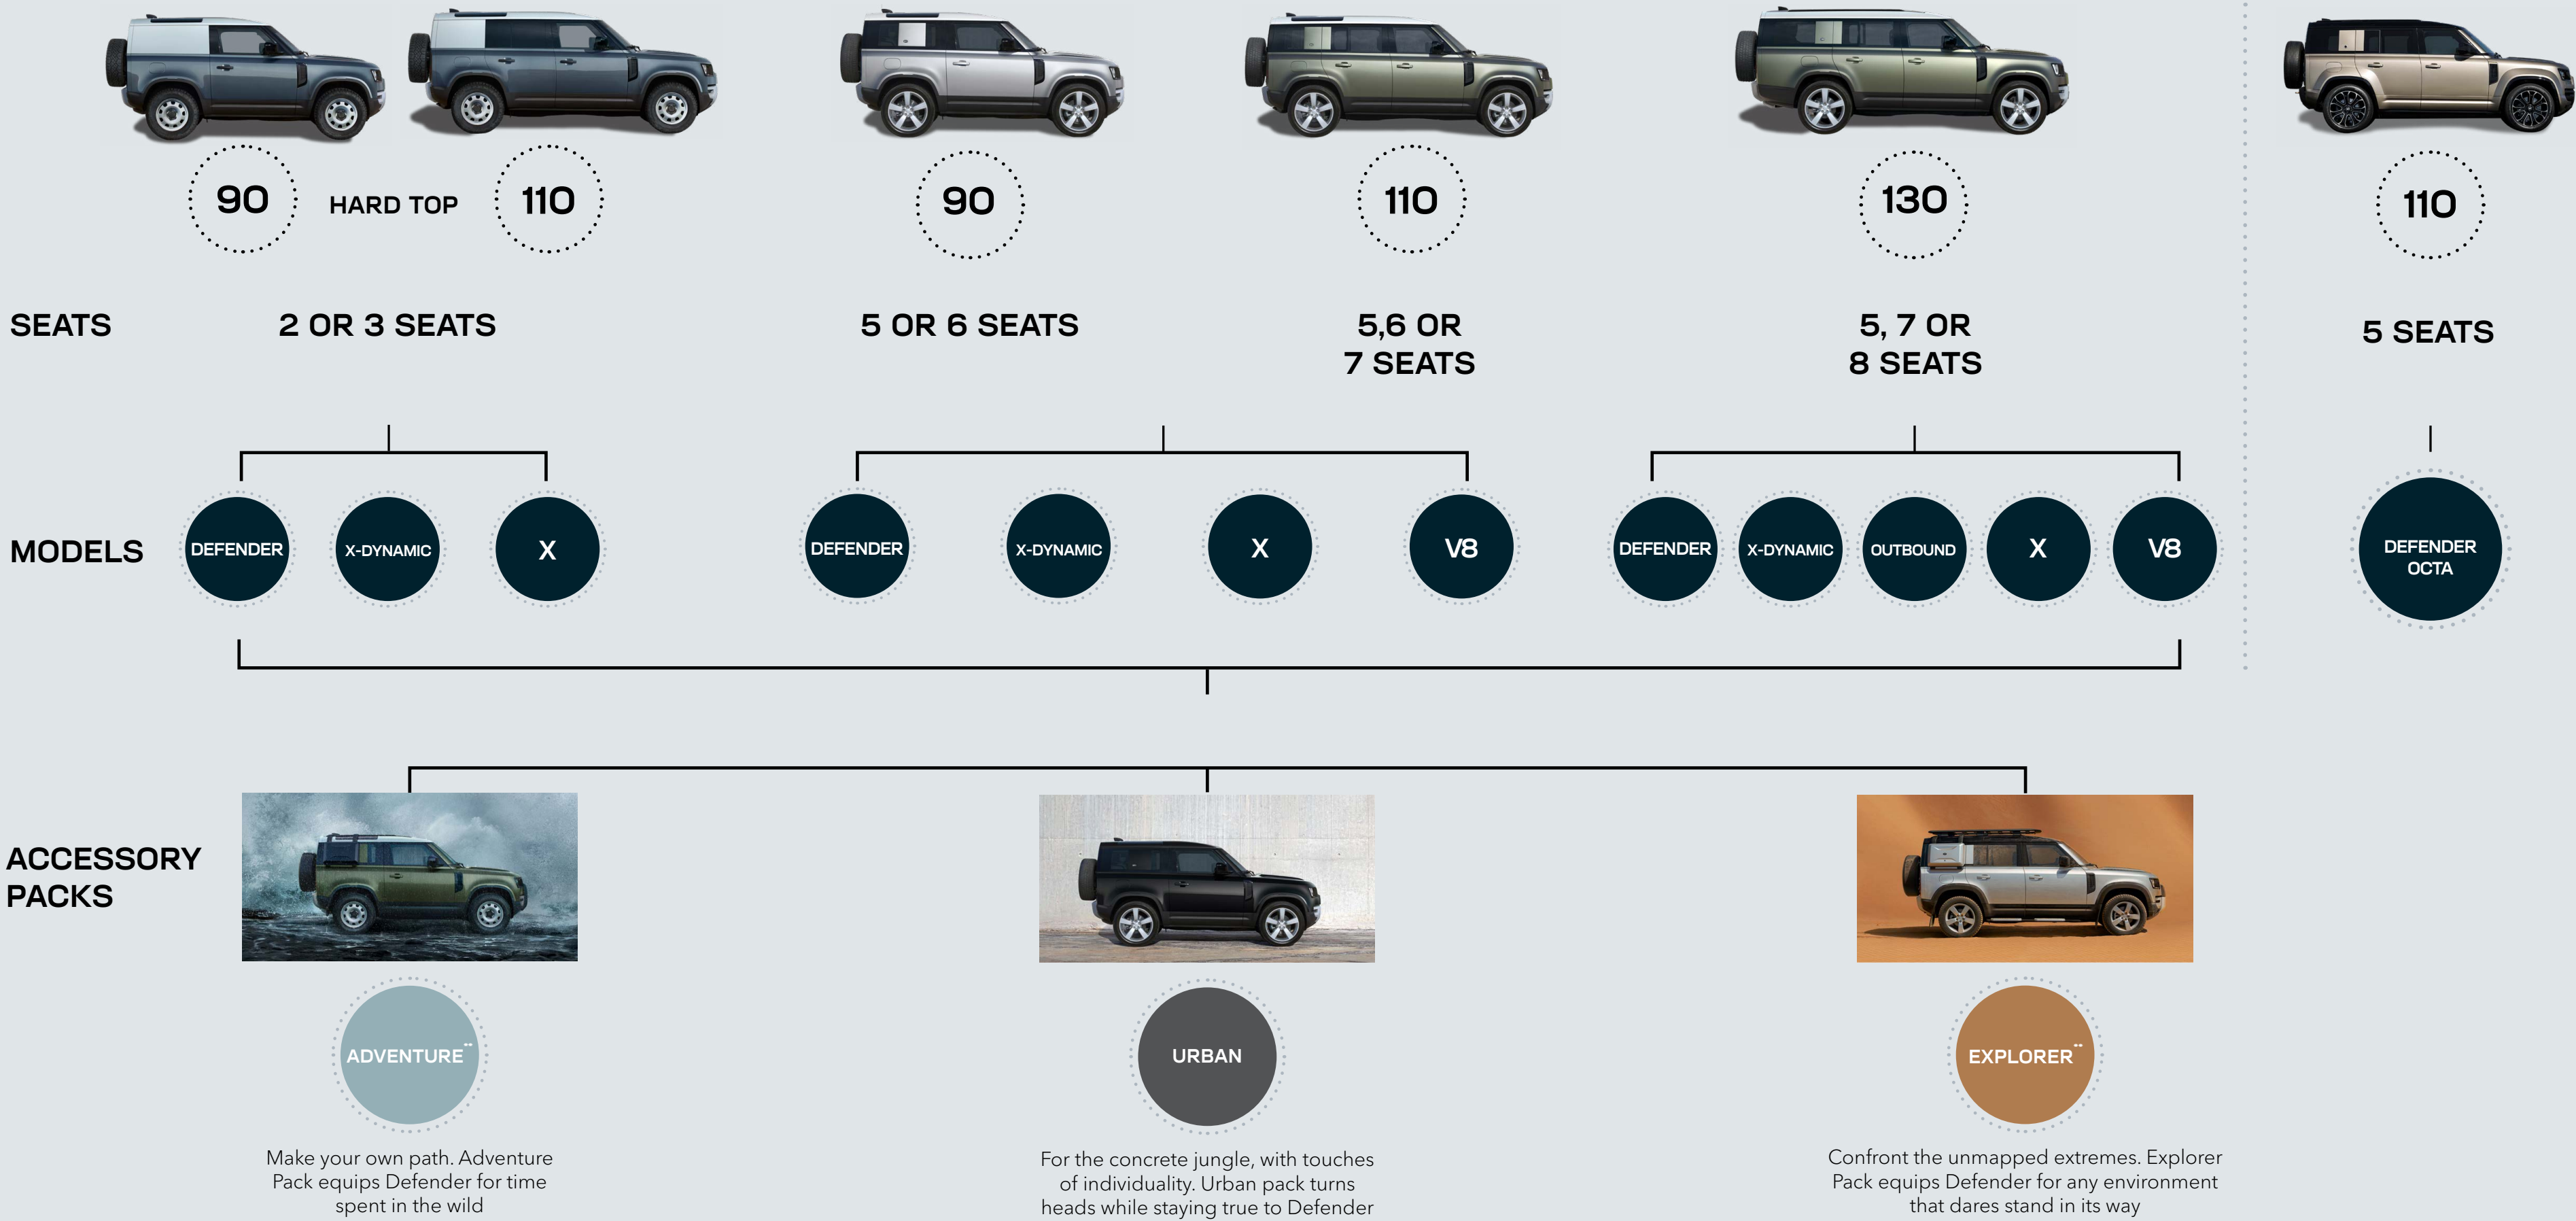 90
HARD TOP
110
90
110
130
110
SEATS
2 OR 3 SEATS
5 OR 6 SEATS
5,6 OR
7 SEATS
5, 7 OR
8 SEATS
5 SEATS
MODELS
DEFENDER
X-DYNAMIC
X
DEFENDER
X-DYNAMIC
X
V8
DEFENDER
X-DYNAMIC
OUTBOUND
X
V8
DEFENDER
OCTA
ACCESSORY
PACKS
ADVENTURE**
URBAN
EXPLORER**
Make your own path. Adventure
Pack equips Defender for time
spent in the wild
For the concrete jungle, with touches
of individuality. Urban pack turns
heads while staying true to Defender
Confront the unmapped extremes. Explorer
Pack equips Defender for any environment
that dares stand in its way